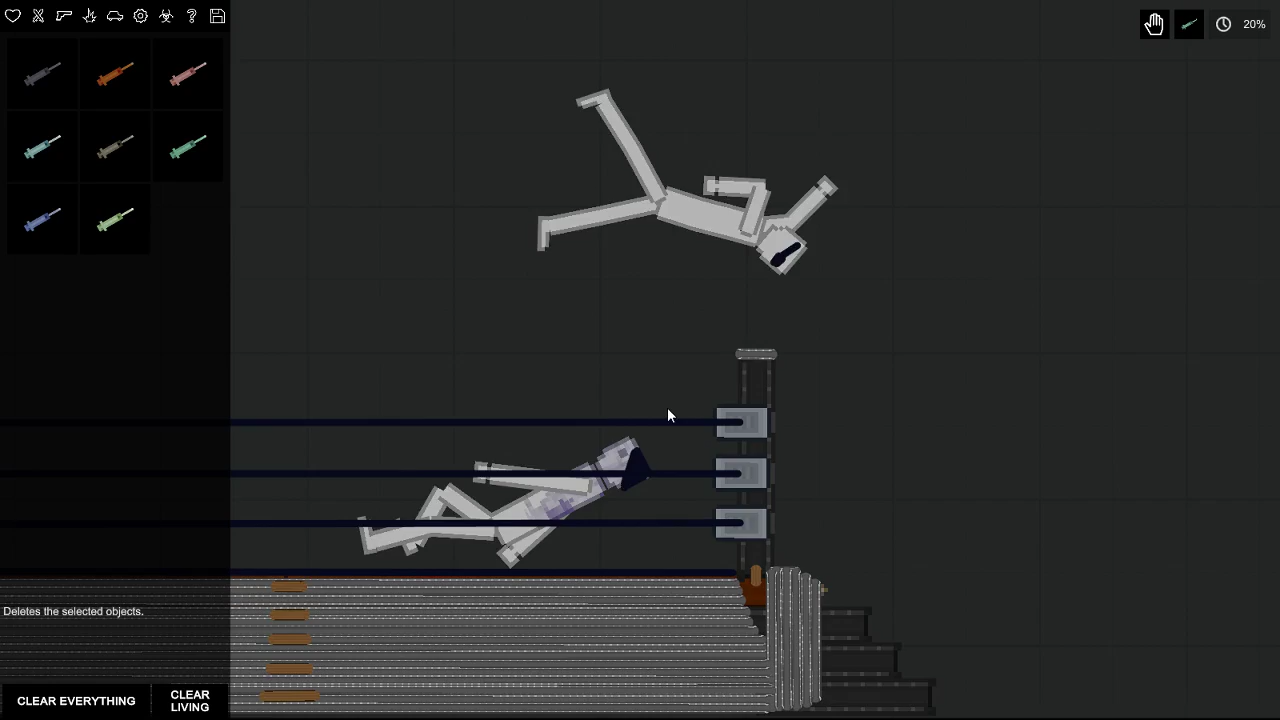 20%
Deletes the selected objects.
CLEAR EVERYTHING
CLEAR
LIVING